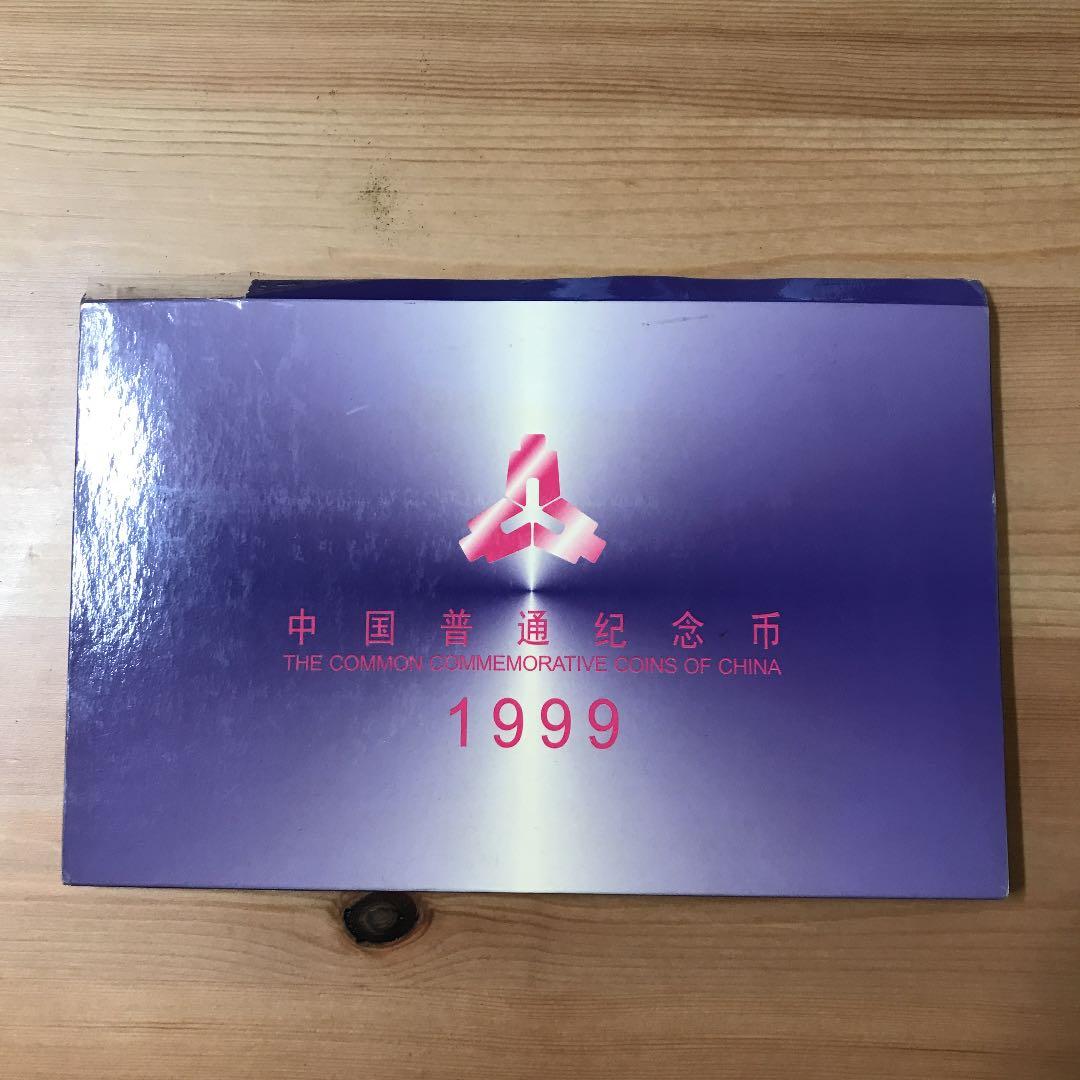 中国普通纪念币
THE COMMON COMMEMORATIVE COINS OF CHINA
1999